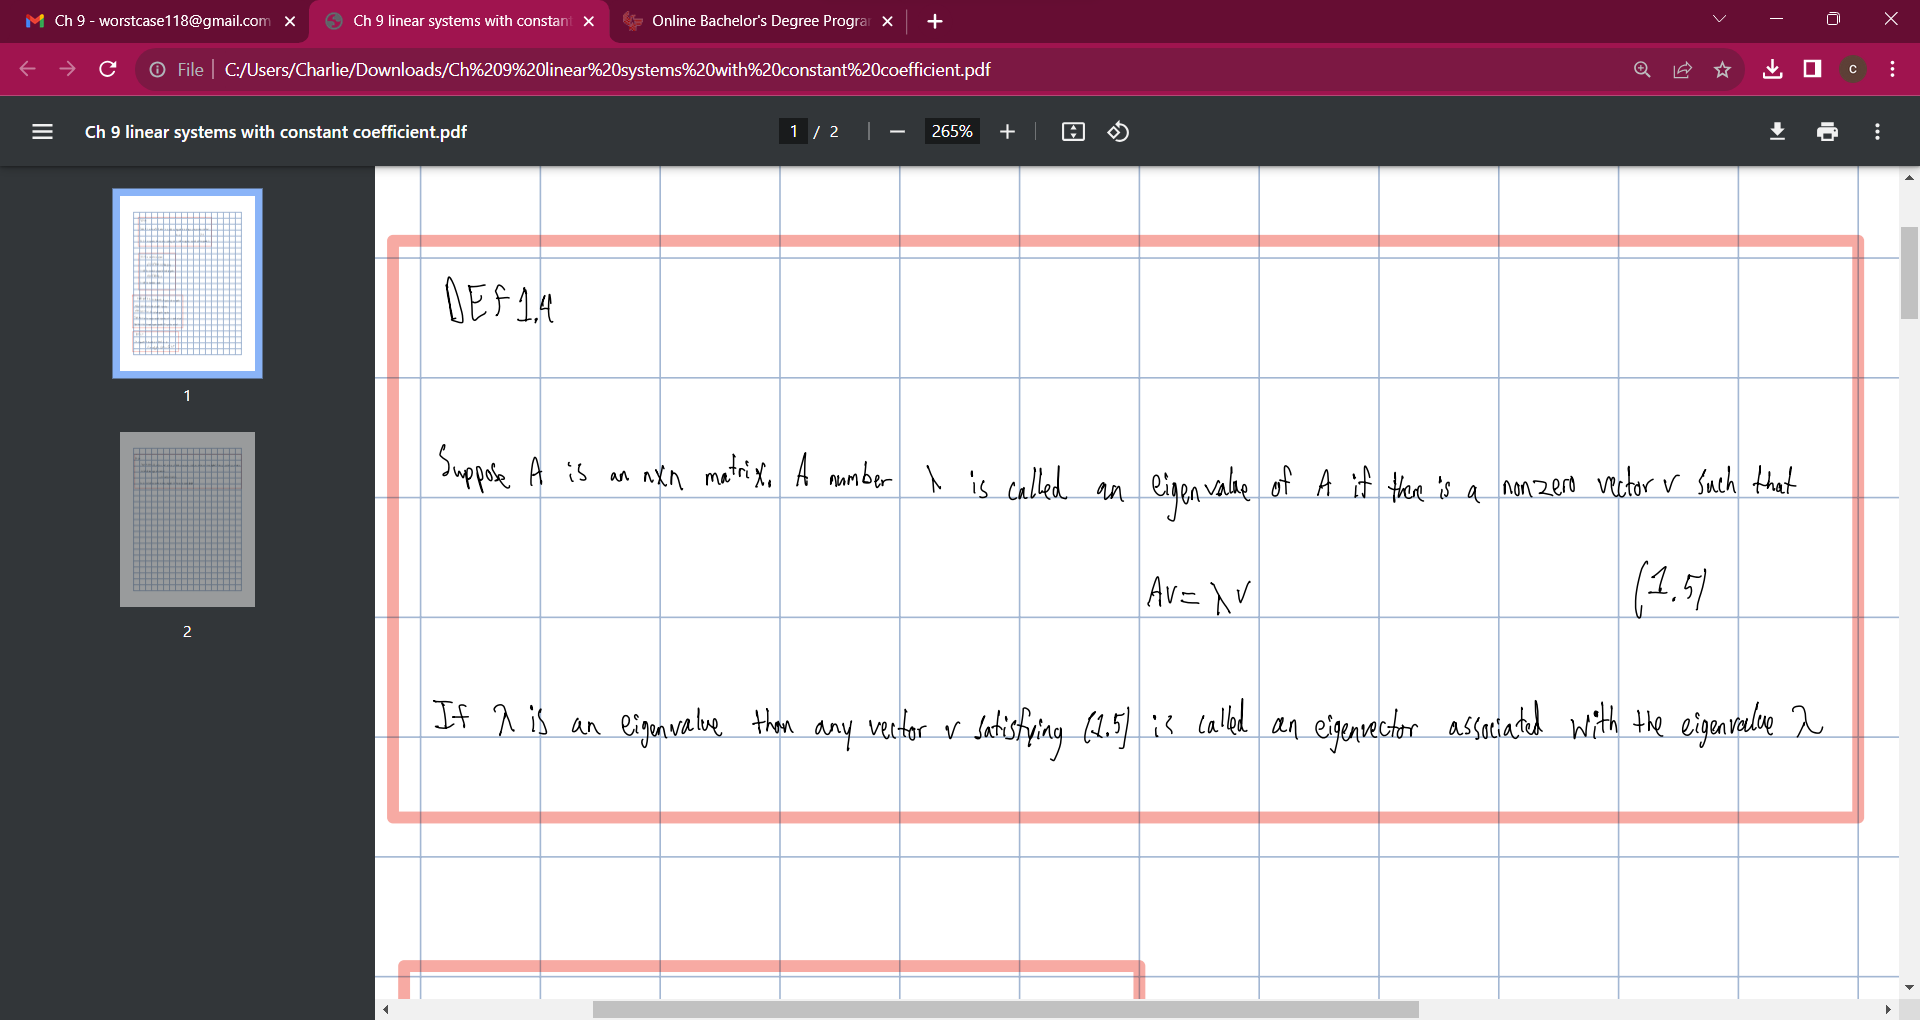 Ch 9 - worstcase118@gmail.com
Ch 9 linear systems with constant
Online Bachelor's Degree Progra
File
C:/Users/Charlie/Downloads/Ch%209%20linear%20systems%20with%20constant%20coefficient.pdf
c
Ch 9 linear systems with constant coefficient.pdf
1 / 2
265%
1
2
DEF 1.4
Suppose A is an nxn matrix. A number λ is called an eigenvalue of A if there is a nonzero vector v such that
Av = λv (1.5)
If λ is an eigenvalue than any vector v satisfying (1.5) is called an eigenvector associated with the eigenvalue λ